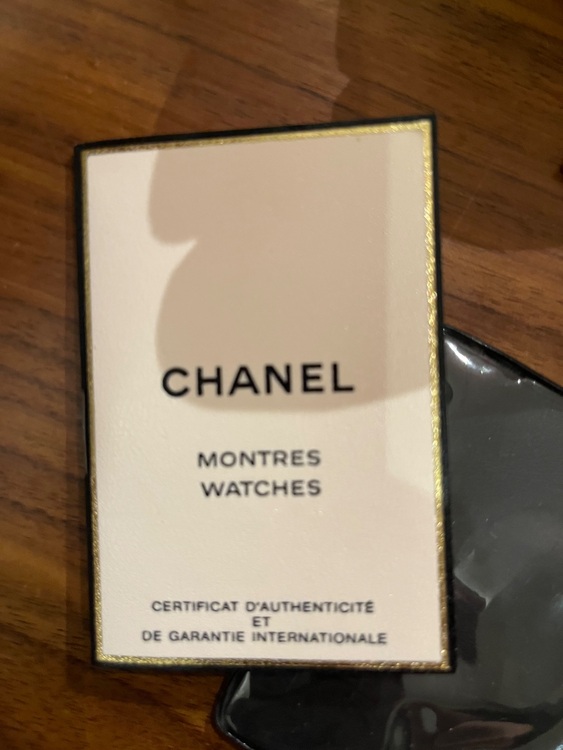 CHANEL
MONTRES
WATCHES
CERTIFICAT D'AUTHENTICITÉ
ET
DE GARANTIE INTERNATIONALE